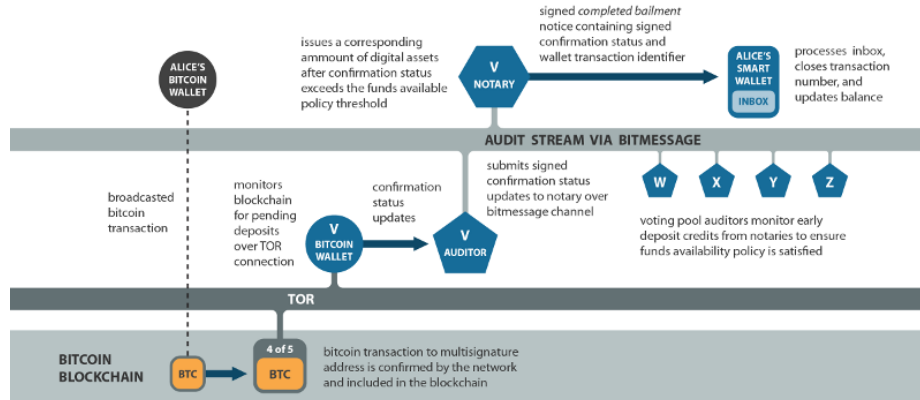 issues a corresponding
ammount of digital assets
after confirmation status
exceeds the funds available
policy threshold
signed completed bailment
notice containing signed
confirmation status and
wallet transaction identifier
ALICE'S
BITCOIN
WALLET
V
NOTARY
ALICE'S
SMART
WALLET
INBOX
processes inbox,
closes transaction
number, and
updates balance
AUDIT STREAM VIA BITMESSAGE
broadcasted
bitcoin
transaction
monitors
blockchain
for pending
deposits
over TOR
connection
V
BITCOIN
WALLET
confirmation
status
updates
V
AUDITOR
submits signed
confirmation status
updates to notary over
bitmessage channel
W
X
Y
Z
voting pool auditors monitor early
deposit credits from notaries to ensure
funds availability policy is satisfied
TOR
BITCOIN
BLOCKCHAIN
BTC
4 of 5
BTC
bitcoin transaction to multisignature
address is confirmed by the network
and included in the blockchain